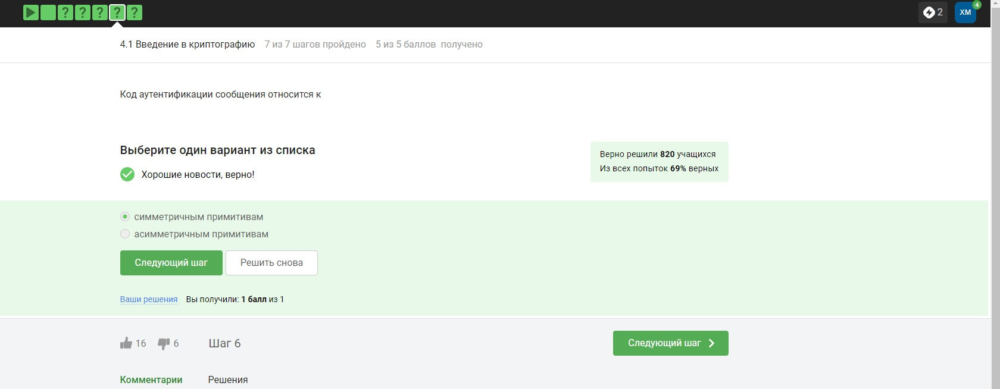 ? ? ? ? ?
2
XM
4
4.1 Введение в криптографию 7 из 7 шагов пройдено 5 из 5 баллов получено
Код аутентификации сообщения относится к
Выберите один вариант из списка
Хорошие новости, верно!
Верно решили 820 учащихся
Из всех попыток 69% верных
симметричным примитивам
асимметричным примитивам
Следующий шаг Решить снова
Ваши решения Вы получили: 1 балл из 1
16 6 Шаг 6
Следующий шаг
Комментарии Решения